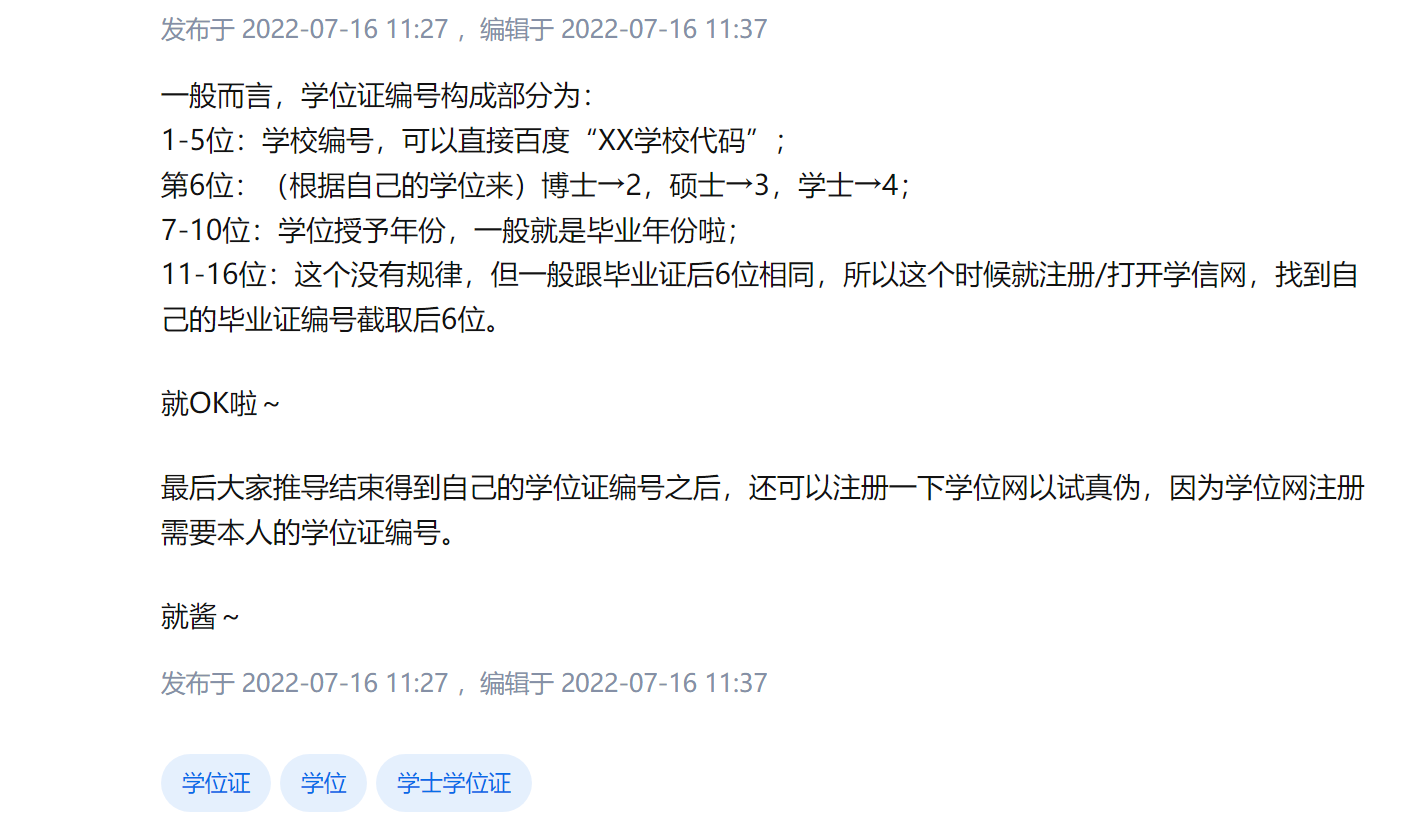 发布于 2022-07-16 11:27 ，编辑于 2022-07-16 11:37
一般而言，学位证编号构成部分为：
1-5位：学校编号，可以直接百度“XX学校代码”；
第6位：（根据自己的学位来）博士→2，硕士→3，学士→4；
7-10位：学位授予年份，一般就是毕业年份啦；
11-16位：这个没有规律，但一般跟毕业证后6位相同，所以这个时候就注册/打开学信网，找到自
己的毕业证编号截取后6位。
就OK啦～
最后大家推导结束得到自己的学位证编号之后，还可以注册一下学位网以试真伪，因为学位网注册
需要本人的学位证编号。
就酱～
发布于 2022-07-16 11:27 ，编辑于 2022-07-16 11:37
学位证 学位 学士学位证